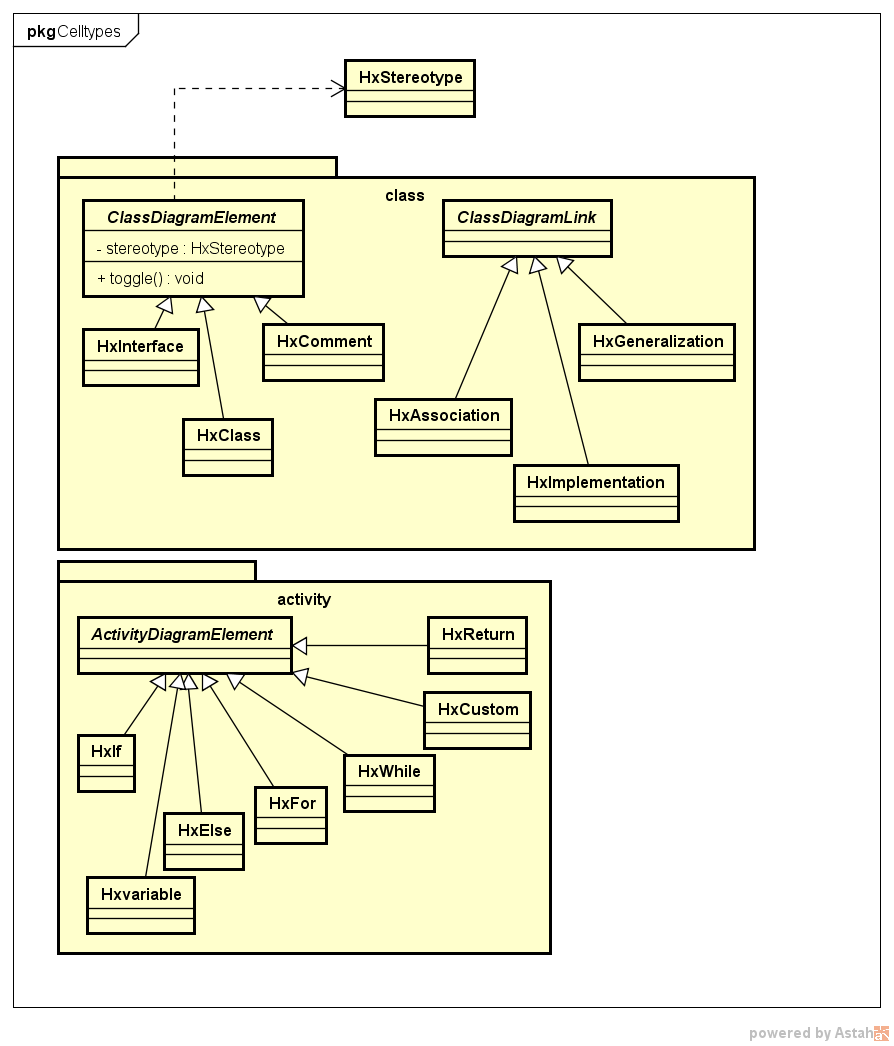 pkg Celltypes
HxStereotype
class
ClassDiagramElement
- stereotype : HxStereotype
+ toggle() : void
ClassDiagramLink
HxInterface
HxComment
HxGeneralization
HxClass
HxAssociation
HxImplementation
activity
ActivityDiagramElement
HxReturn
HxCustom
HxIf
HxWhile
HxFor
HxElse
Hxvariable
powered by Astah